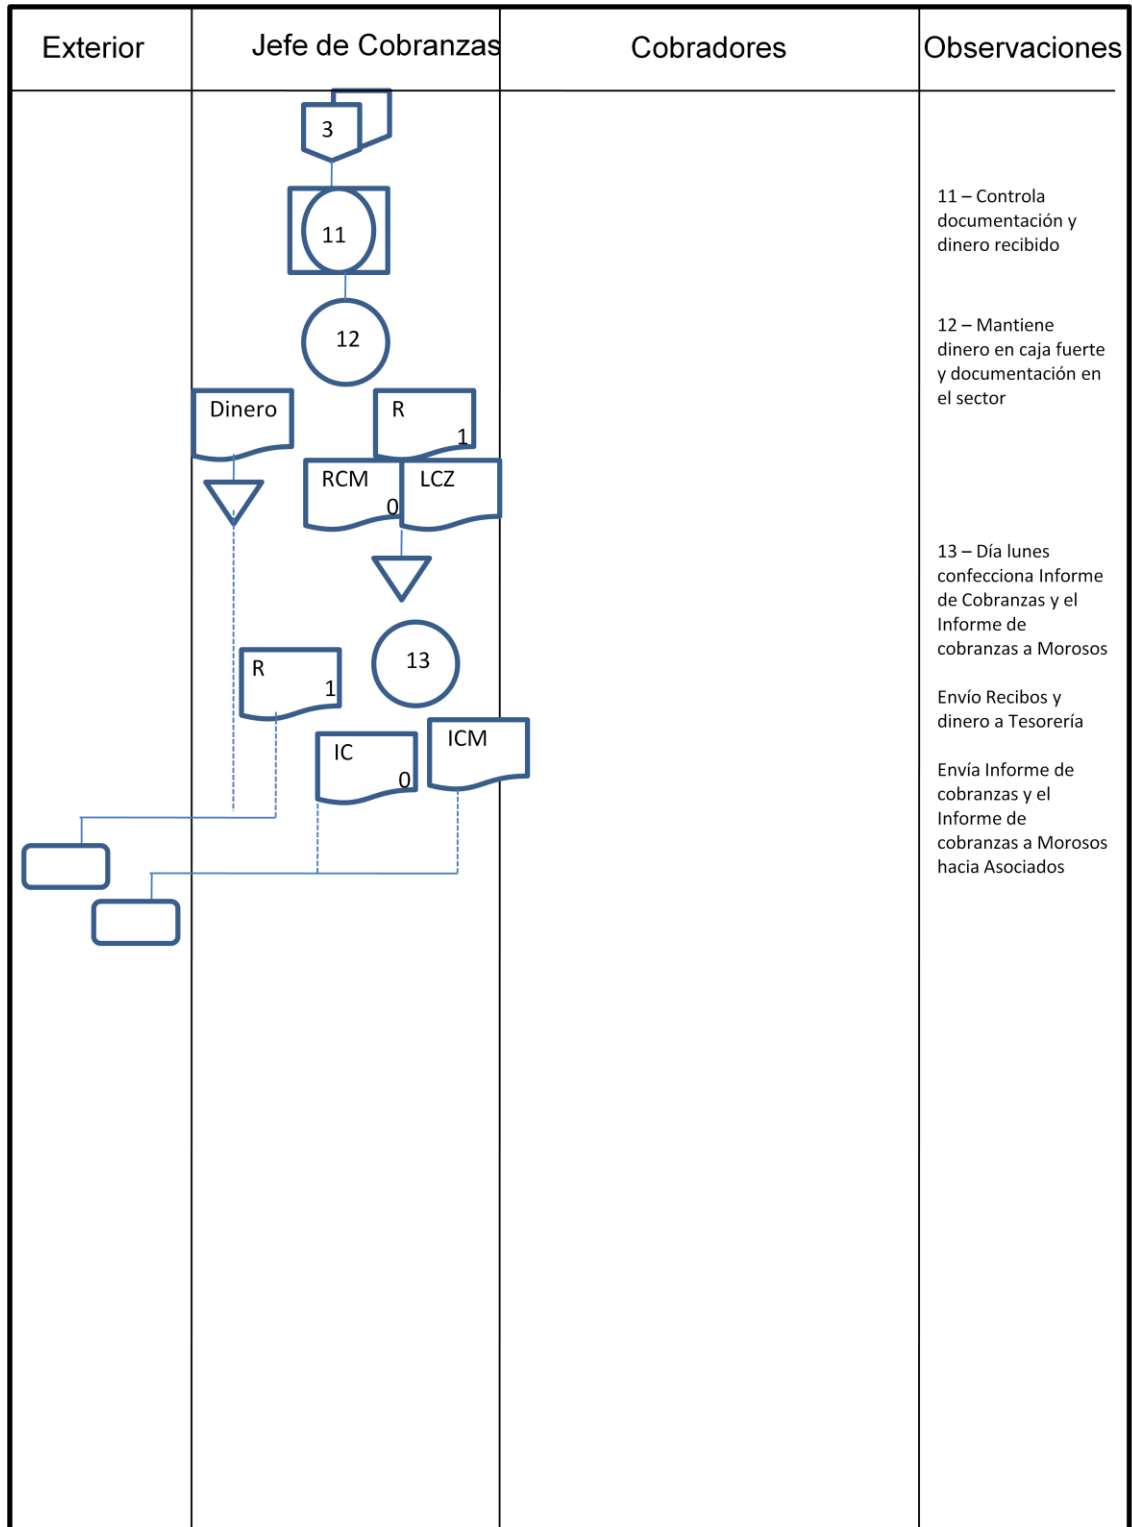 Exterior
Jefe de Cobranzas
Cobradores
Observaciones
3
11
12
Dinero
R
1
RCM
0
LCZ
13
R
1
IC
0
ICM
11 – Controla
documentación y
dinero recibido
12 – Mantiene
dinero en caja fuerte
y documentación en
el sector
13 – Día lunes
confecciona Informe
de Cobranzas y el
Informe de
cobranzas a Morosos
Envío Recibos y
dinero a Tesorería
Envía Informe de
cobranzas y el
Informe de
cobranzas a Morosos
hacia Asociados